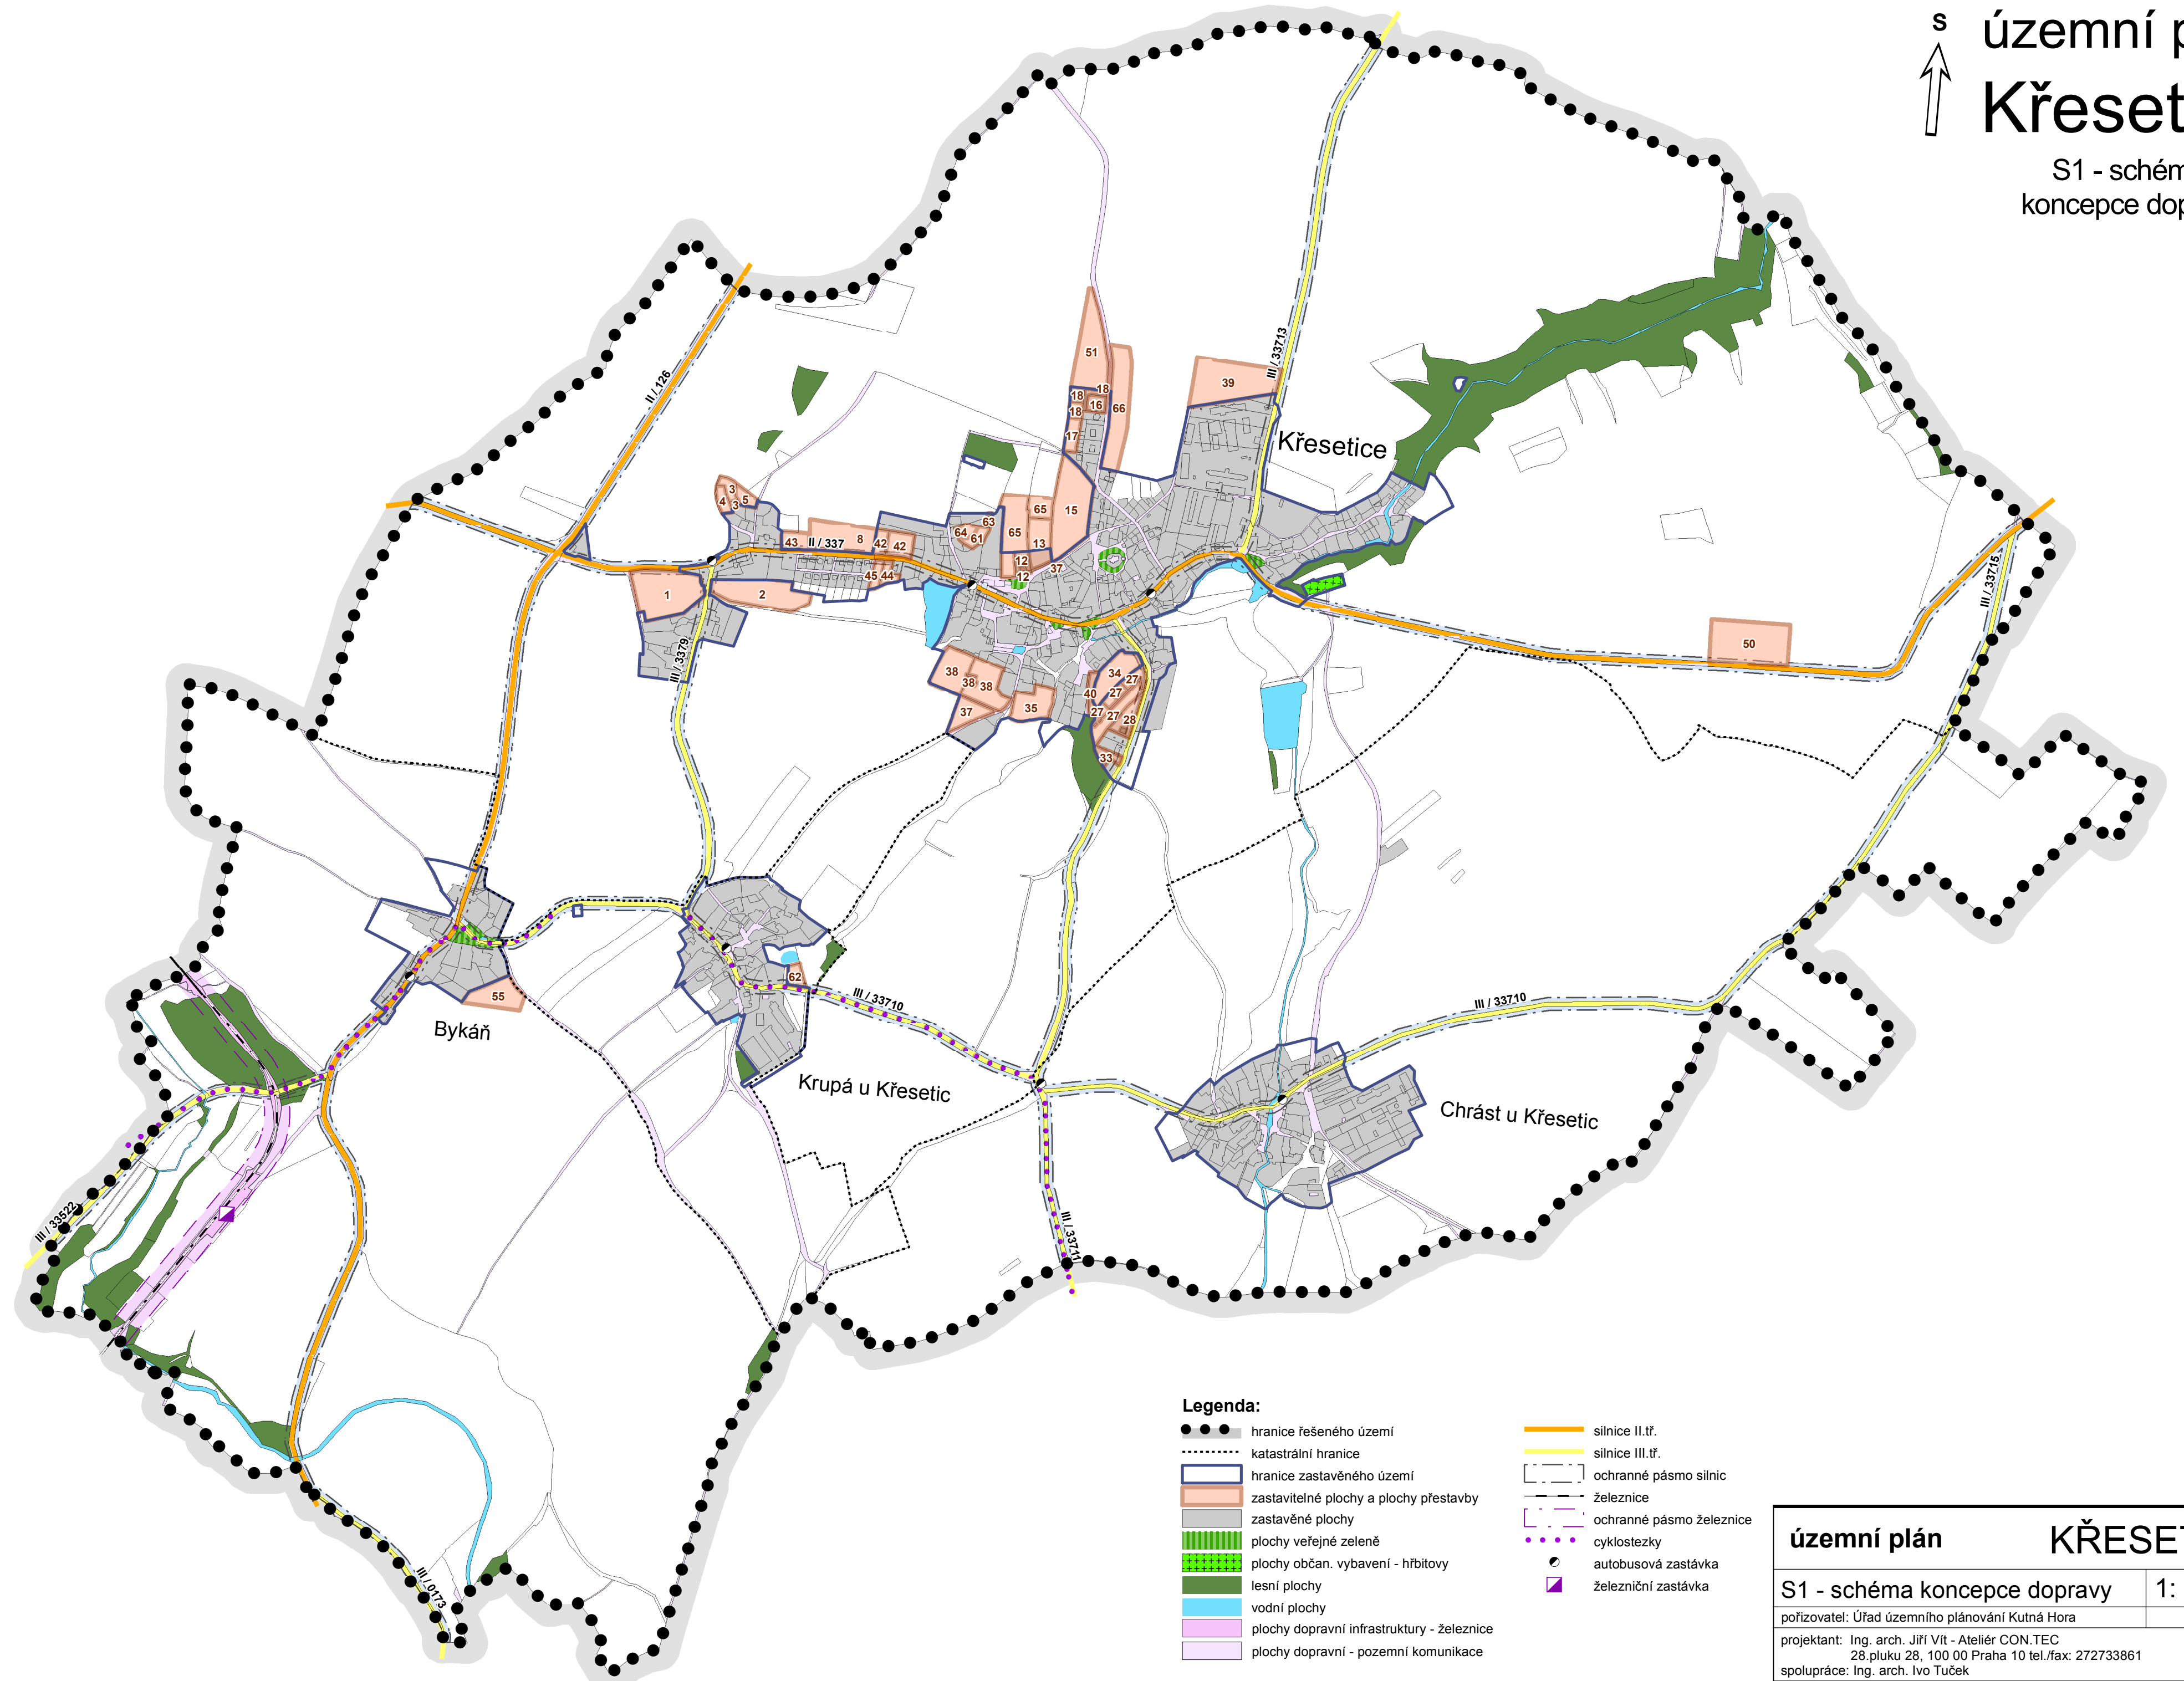 S
územní p
Křeset
S1 - schém
koncepce dop
III / 33713
II / 126
51
39
18
18
16
18
66
17
Křesetice
3
4
3
5
15
65
63
65
64
61
13
43
II / 337
8
42
42
12
37
12
45
44
1
2
III / 33715
50
III / 3379
34
38
27
38
38
40
27
37
35
27
27
28
33
62
55
III / 33710
III / 33710
Bykáň
Krupá u Křesetic
Chrást u Křesetic
III / 33522
III / 33711
III / 0173
Legenda:
hranice řešeného území
katastrální hranice
hranice zastavěného území
zastavitelné plochy a plochy přestavby
zastavěné plochy
plochy veřejné zeleně
plochy občan. vybavení - hřbitovy
lesní plochy
vodní plochy
plochy dopravní infrastruktury - železnice
plochy dopravní - pozemní komunikace
silnice II.tř.
silnice III.tř.
ochranné pásmo silnic
železnice
ochranné pásmo železnice
cyklostezky
autobusová zastávka
železniční zastávka
územní plán KŘESET
S1 - schéma koncepce dopravy 1:
pořizovatel: Úřad územního plánování Kutná Hora
projektant: Ing. arch. Jiří Vít - Ateliér CON.TEC
28.pluku 28, 100 00 Praha 10 tel./fax: 272733861
spolupráce: Ing. arch. Ivo Tuček